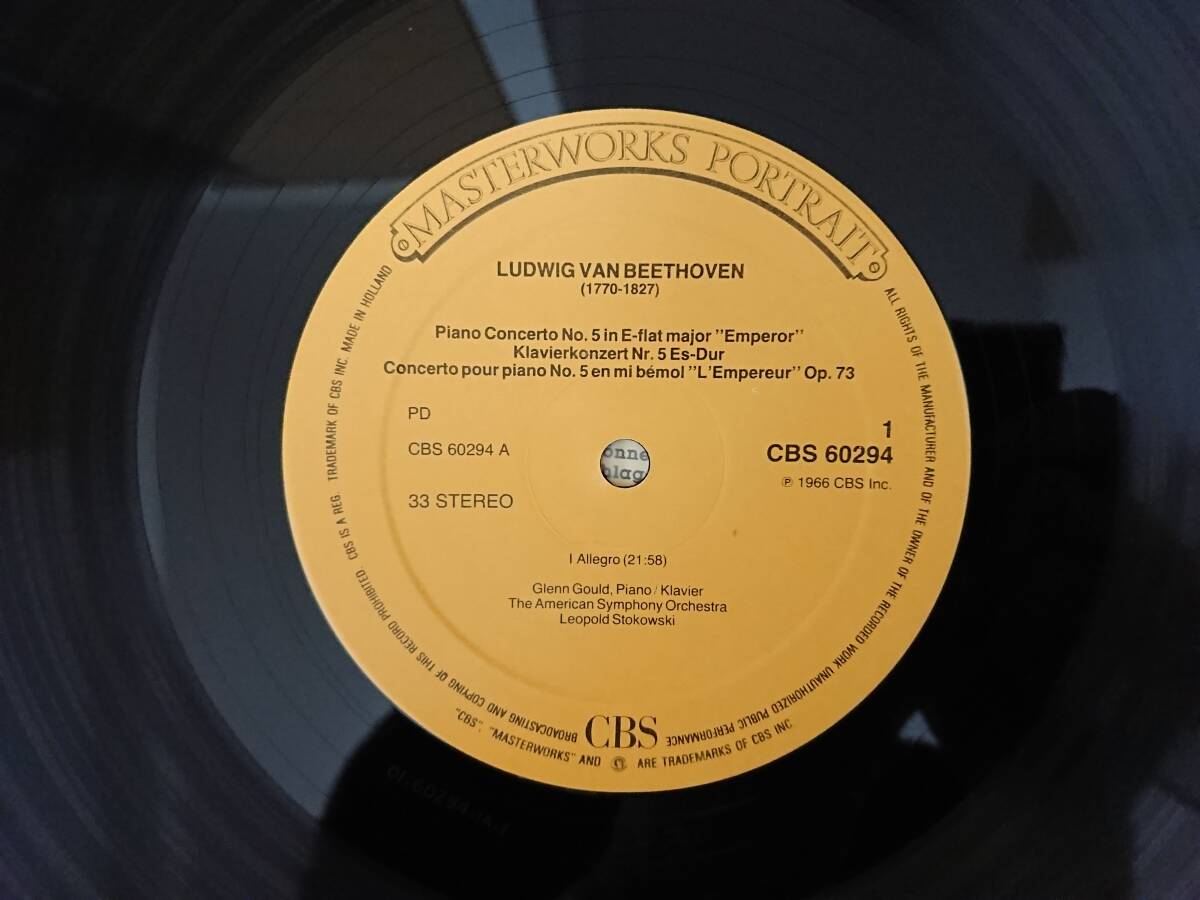 MASTERWORKS PORTRAIT
LUDWIG VAN BEETHOVEN
(1770-1827)
Piano Concerto No. 5 in E-flat major "Emperor"
Klavierkonzert Nr. 5 Es-Dur
Concerto pour piano No. 5 en mi bémol "L'Empereur" Op. 73
PD
1
CBS 60294 A
CBS 60294
℗ 1966 CBS Inc.
33 STEREO
onne
blag
I Allegro (21:58)
Glenn Gould, Piano / Klavier
The American Symphony Orchestra
Leopold Stokowski
CBS
ALL RIGHTS OF THE MANUFACTURER AND OF THE OWNER OF THE RECORDED WORK UNAUTHORIZED PUBLIC PERFORMANCE BROADCASTING AND COPYING OF THIS RECORD PROHIBITED. CBS IS A REG. TRADEMARK OF CBS INC. MADE IN HOLLAND
"CBS", "MASTERWORKS" AND ARE TRADEMARKS OF CBS INC.